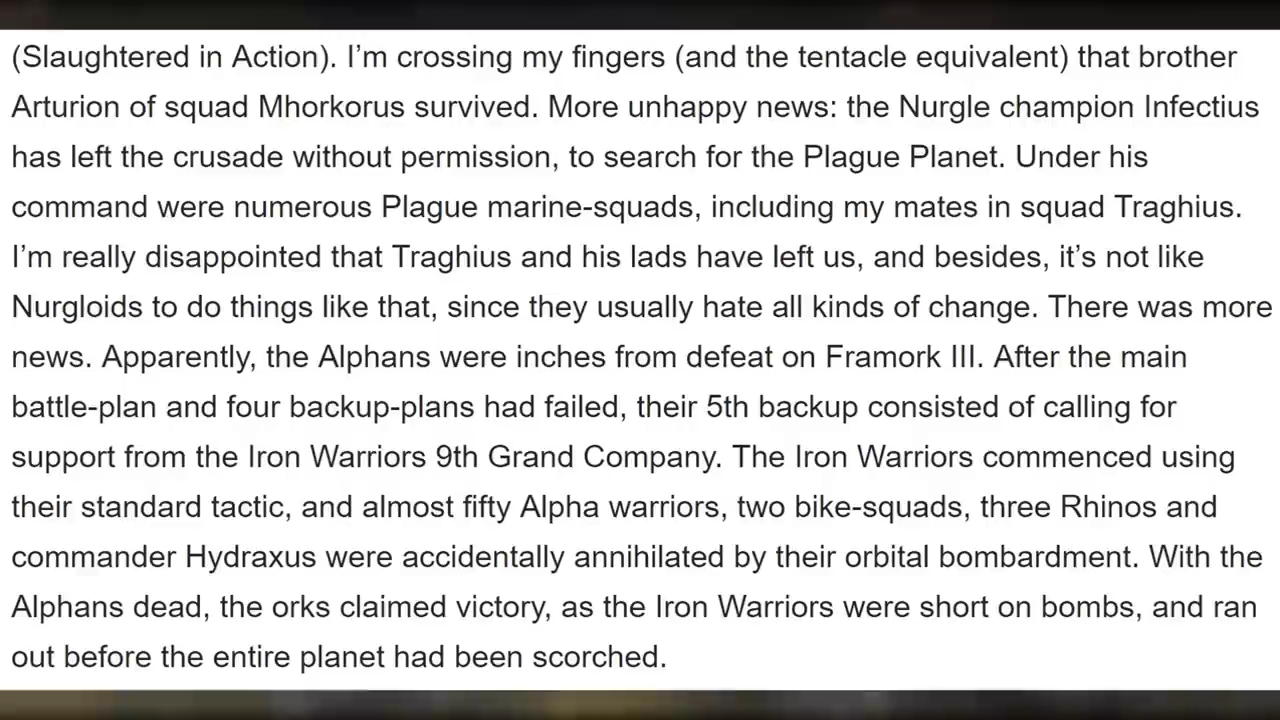 (Slaughtered in Action). I’m crossing my fingers (and the tentacle equivalent) that brother
Arturion of squad Mhorkorus survived. More unhappy news: the Nurgle champion Infectius
has left the crusade without permission, to search for the Plague Planet. Under his
command were numerous Plague marine-squads, including my mates in squad Traghius.
I’m really disappointed that Traghius and his lads have left us, and besides, it’s not like
Nurgloids to do things like that, since they usually hate all kinds of change. There was more
news. Apparently, the Alphans were inches from defeat on Framork III. After the main
battle-plan and four backup-plans had failed, their 5th backup consisted of calling for
support from the Iron Warriors 9th Grand Company. The Iron Warriors commenced using
their standard tactic, and almost fifty Alpha warriors, two bike-squads, three Rhinos and
commander Hydraxus were accidentally annihilated by their orbital bombardment. With the
Alphans dead, the orks claimed victory, as the Iron Warriors were short on bombs, and ran
out before the entire planet had been scorched.